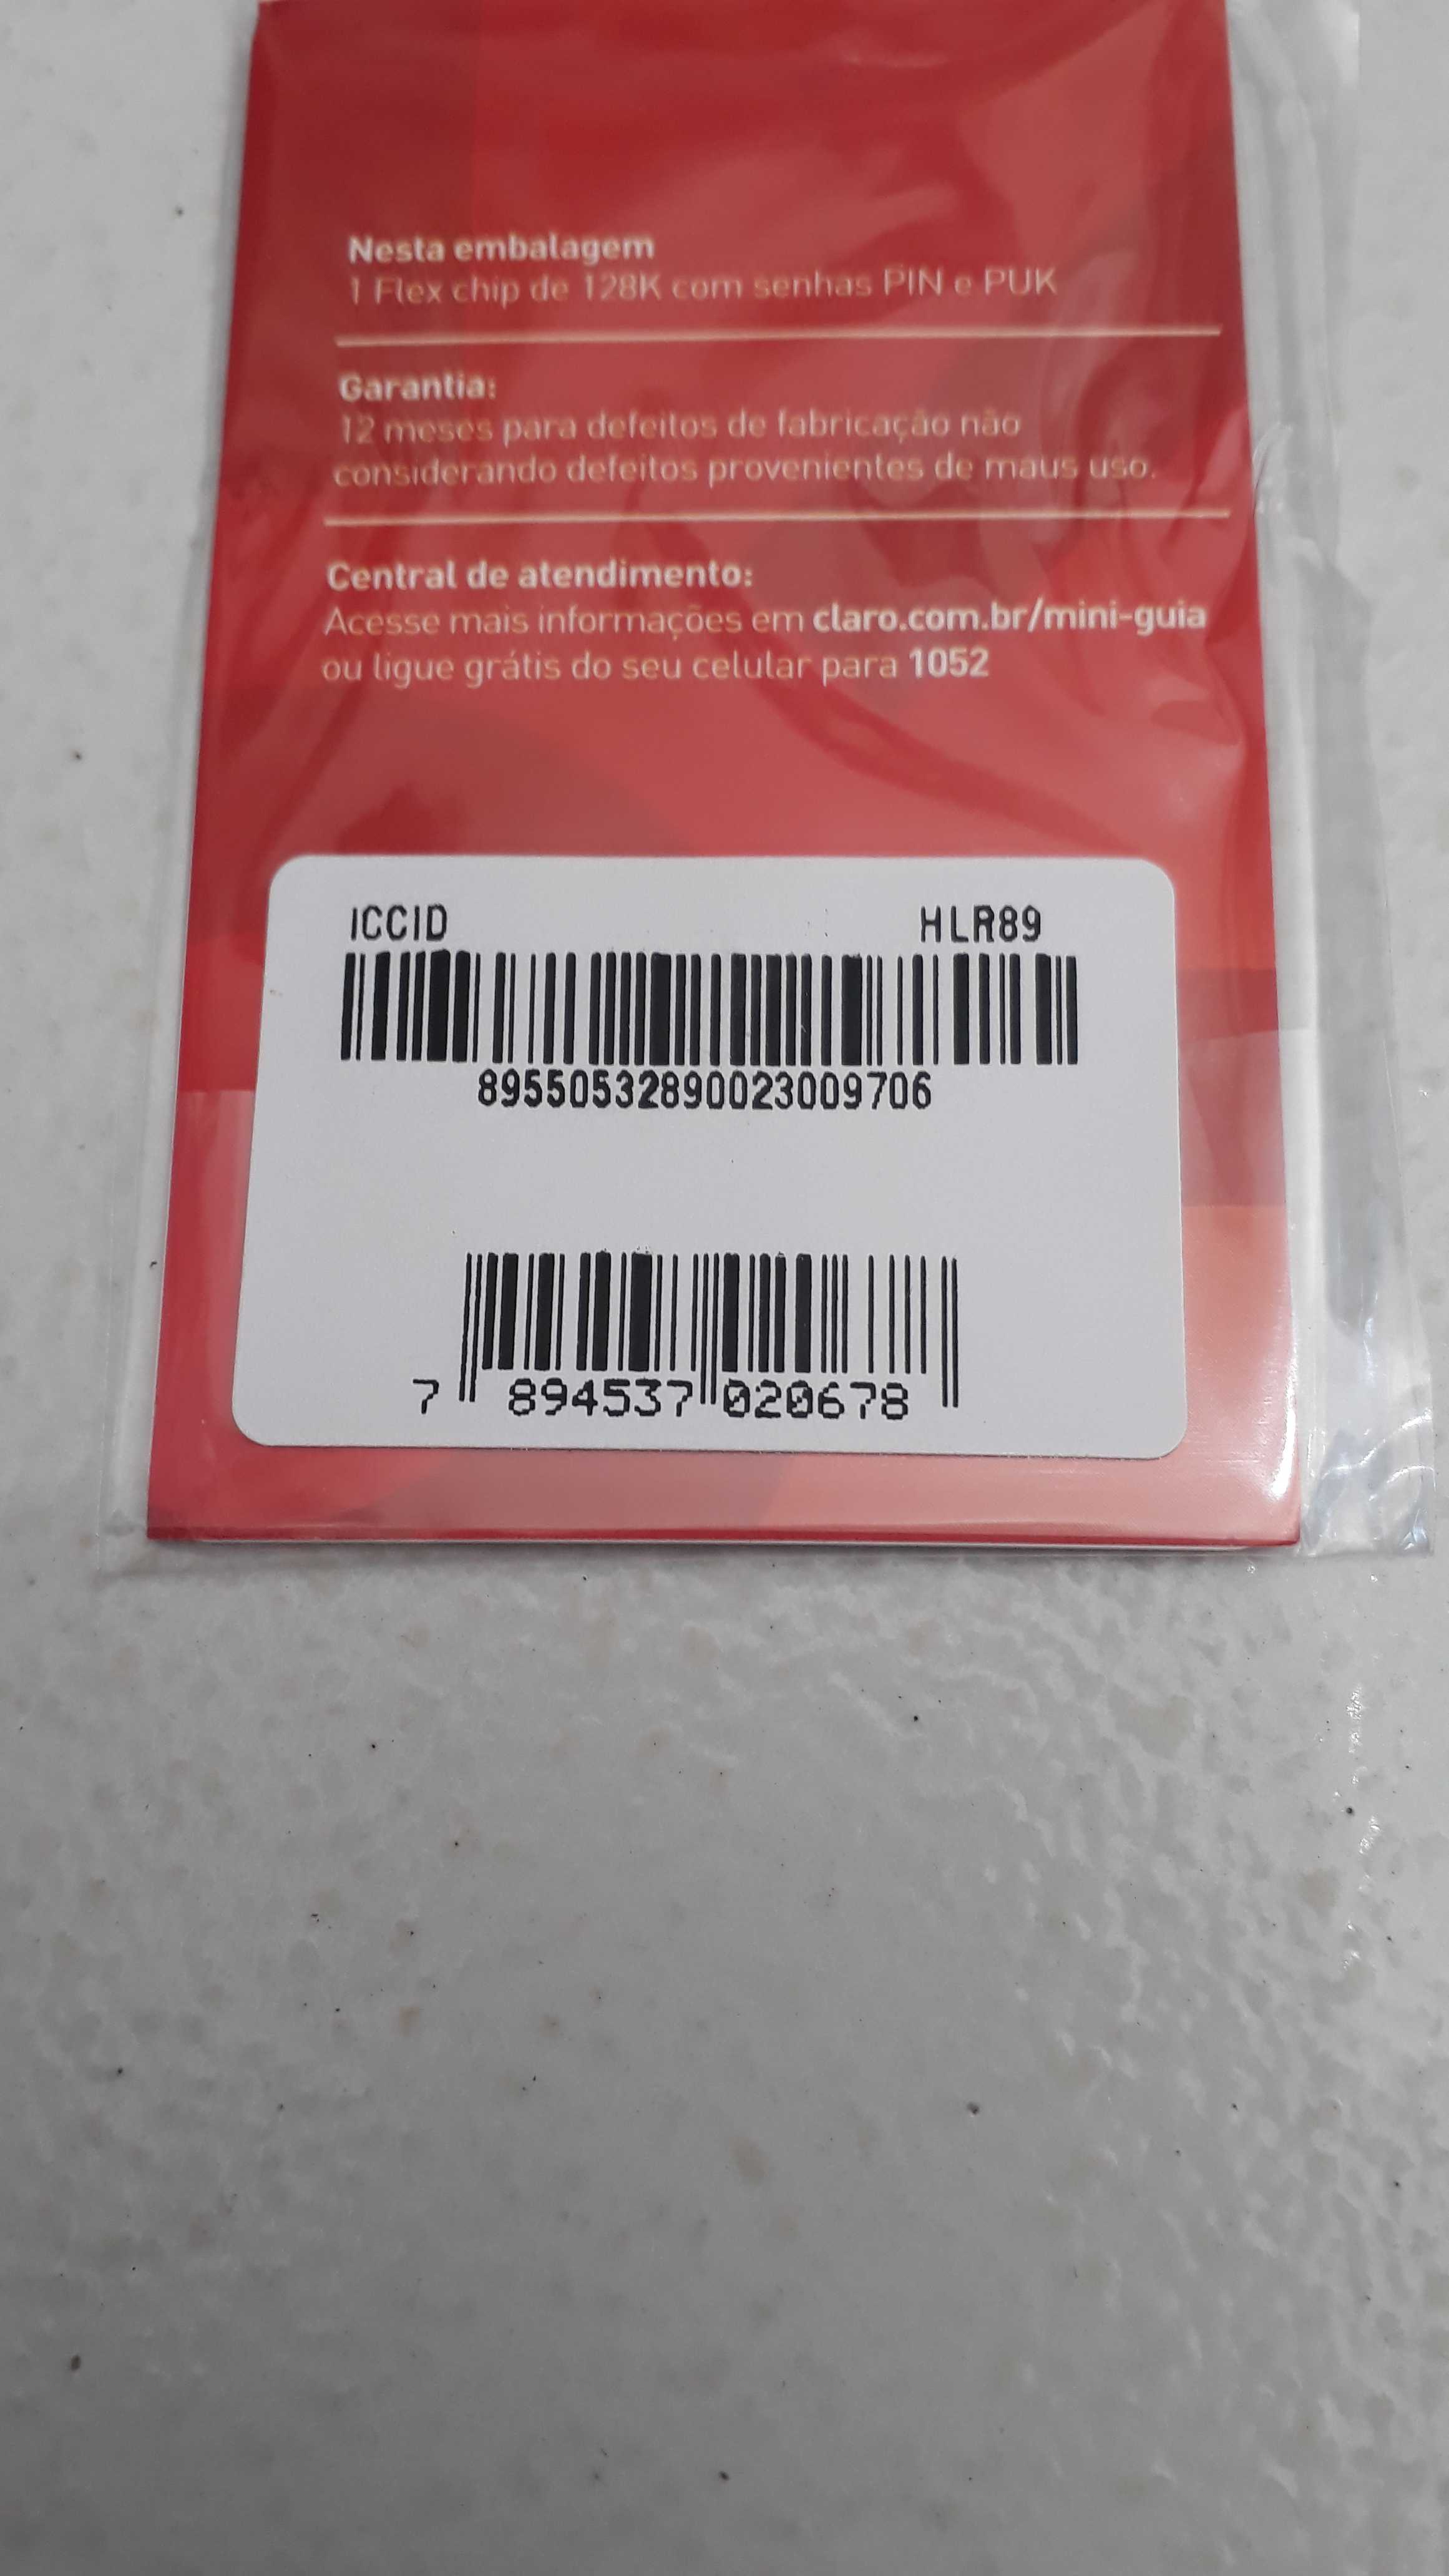 Nesta embalagem
1 Flex chip de 128K com senhas PIN e PUK
Garantia:
12 meses para defeitos de fabricação não
considerando defeitos provenientes de maus uso.
Central de atendimento:
Acesse mais informações em claro.com.br/mini-guia
ou ligue grátis do seu celular para 1052
ICCID HLR89
89550532890023009706
7 894537 020678